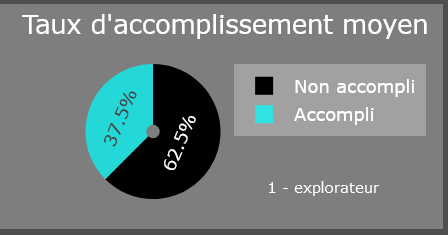 Taux d'accomplissement moyen
37.5%
62.5%
Non accompli
Accompli
1 - explorateur